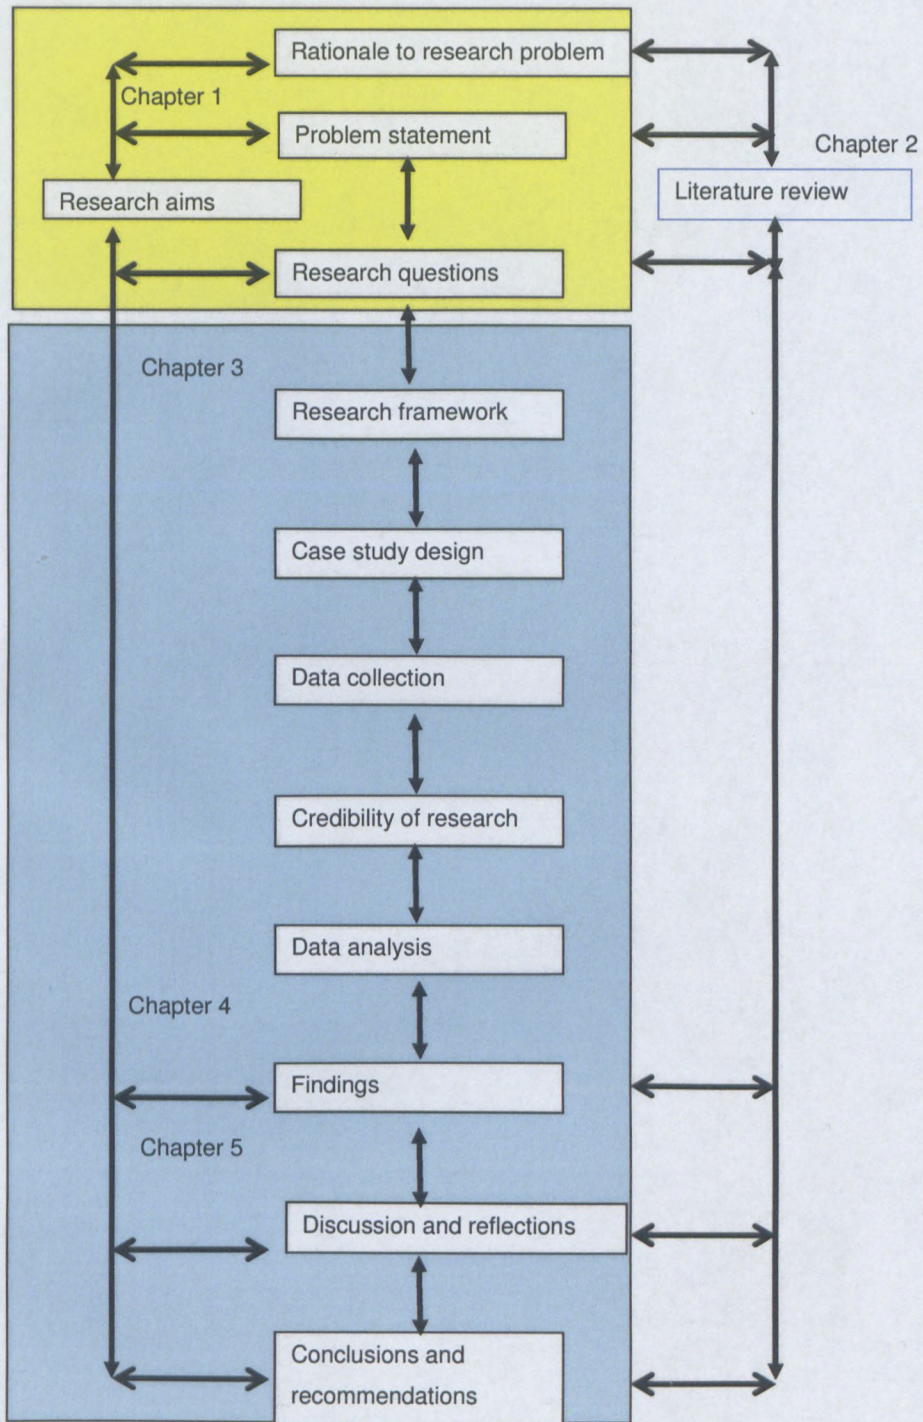 Rationale to research problem
Chapter 1
Problem statement
Chapter 2
Research aims
Literature review
Research questions
Chapter 3
Research framework
Case study design
Data collection
Credibility of research
Data analysis
Chapter 4
Findings
Chapter 5
Discussion and reflections
Conclusions and
recommendations